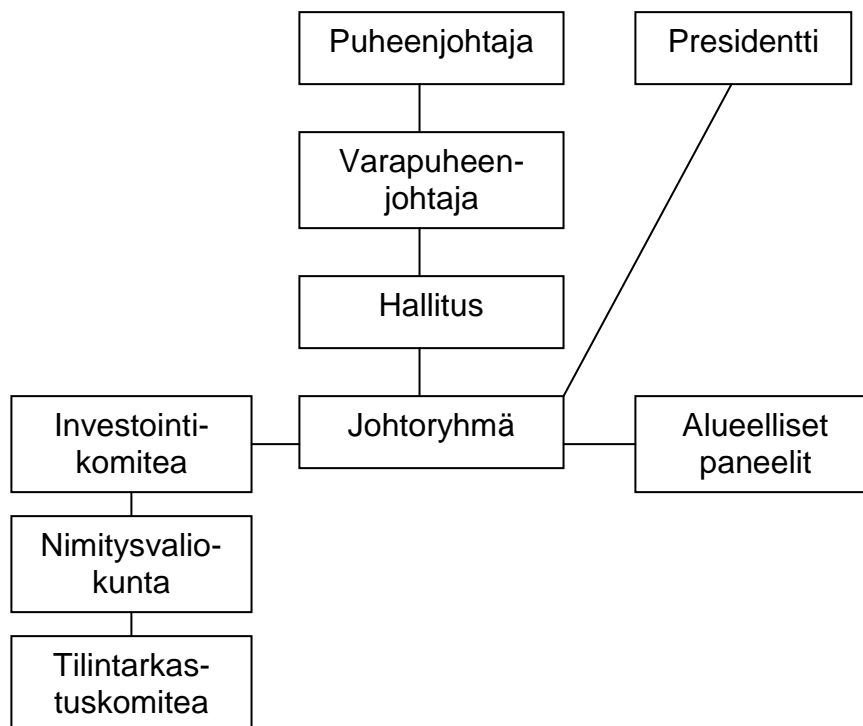 Puheenjohtaja
Presidentti
Varapuheen-
johtaja
Hallitus
Investointi-
komitea
Johtoryhmä
Alueelliset
paneelit
Nimitysvalio-
kunta
Tilintarkas-
tuskomitea